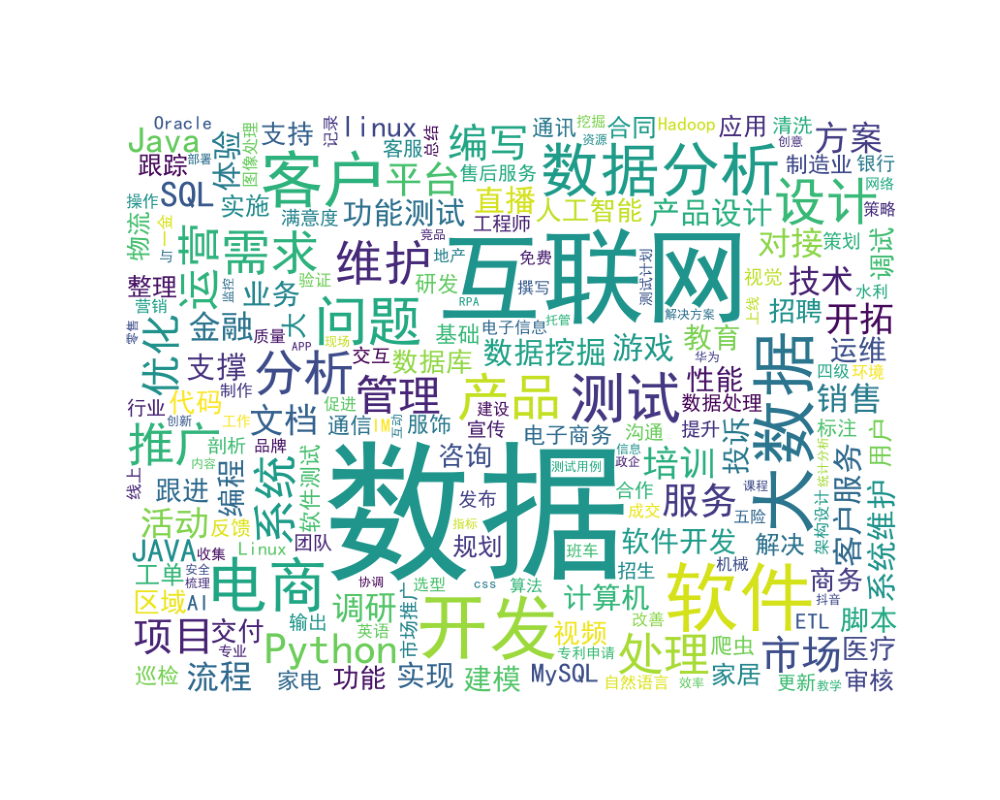 Oracle
Java
跟踪
部署
图像处理
体验
支持
记录
linux
总结
客服
编写
通讯
挖掘
资源
合同
Hadoop
应用
创意
清洗
方案
制造业
银行
网络
SQL
客户
平台
售后服务
数据分析
设计
操作
实施
满意度
功能测试
直播
人工智能
产品设计
策略
物流
与
一金
运营
需求
维护
竞品
工程师
互联网
地产
免费
测试计划
对接
策划
调试
整理
监控
验证
研发
撰写
解决方案
视觉
技术
水利
营销
业务
RPA
托管
上线
招聘
开拓
零售
优化
金融
质量
大
APP
问题
现场
基础
电子信息
数据挖掘
游戏
教育
运维
支撑
分析
交互
数据库
华为
大数据
四级
环境
行业
制作
代码
创新
工作
文档
促进
管理
产品
建设
测试
性能
数据处理
销售
推广
通信
IM
互动
服饰
宣传
电子商务
沟通
提升
投诉
标注
用户
剖析
品牌
内容
线上
跟进
编程
系统
软件测试
数据
咨询
测试用例
信息
政企
培训
统计分析
客户服务
系统维护
活动
反馈
发布
指标
合作
成交
服务
课程
五险
架构设计
JAVA
收集
Linux
团队
规划
班车
软件开发
解决
工单
安全
梳理
电商
协调
选型
css
算法
招生
机械
商务
区域
AI
输出
调研
市场推广
开发
计算机
软件
抖音
ETL
脚本
项目
交付
专业
Python
英语
视频
专利申请
改善
处理
爬虫
市场
医疗
巡检
流程
家电
功能
实现
建模
MySQL
自然语言
效率
家居
更新
教学
审核